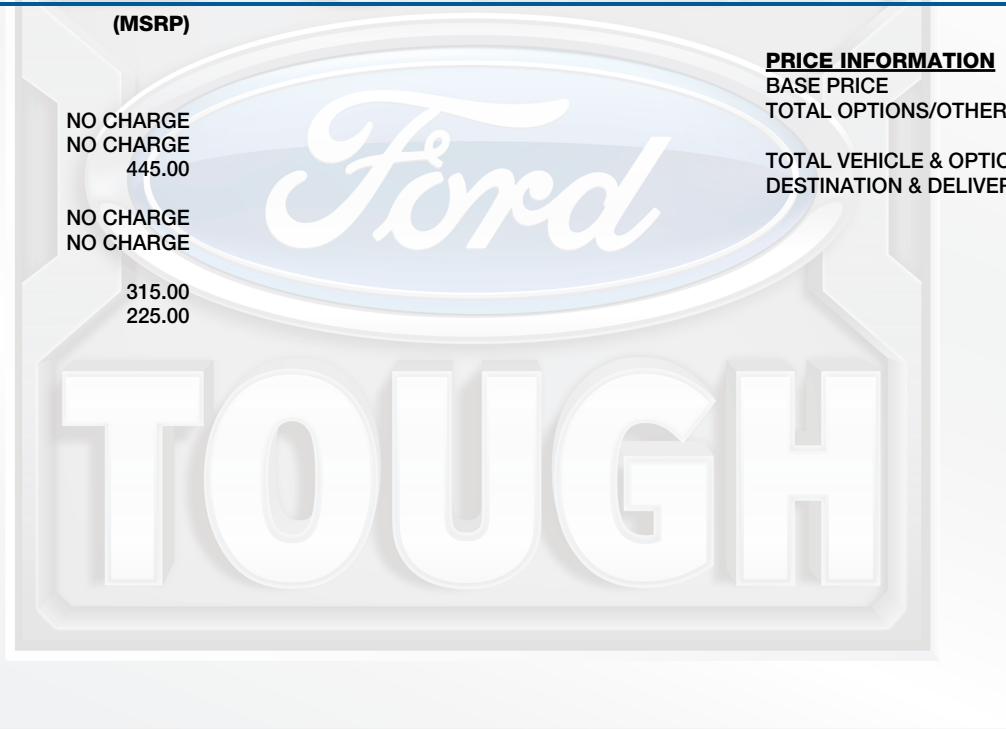 (MSRP)
NO CHARGE
NO CHARGE
445.00
NO CHARGE
NO CHARGE
315.00
225.00
PRICE INFORMATION
BASE PRICE
TOTAL OPTIONS/OTHER
TOTAL VEHICLE & OPTIO
DESTINATION & DELIVER
Ford
TOUGH